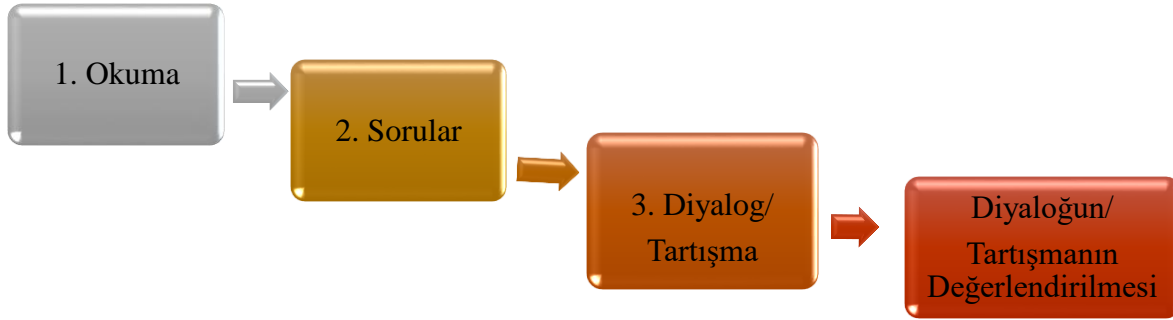 1. Okuma
2. Sorular
3. Diyalog/
Tartışma
Diyaloğun/
Tartışmanın
Değerlendirilmesi